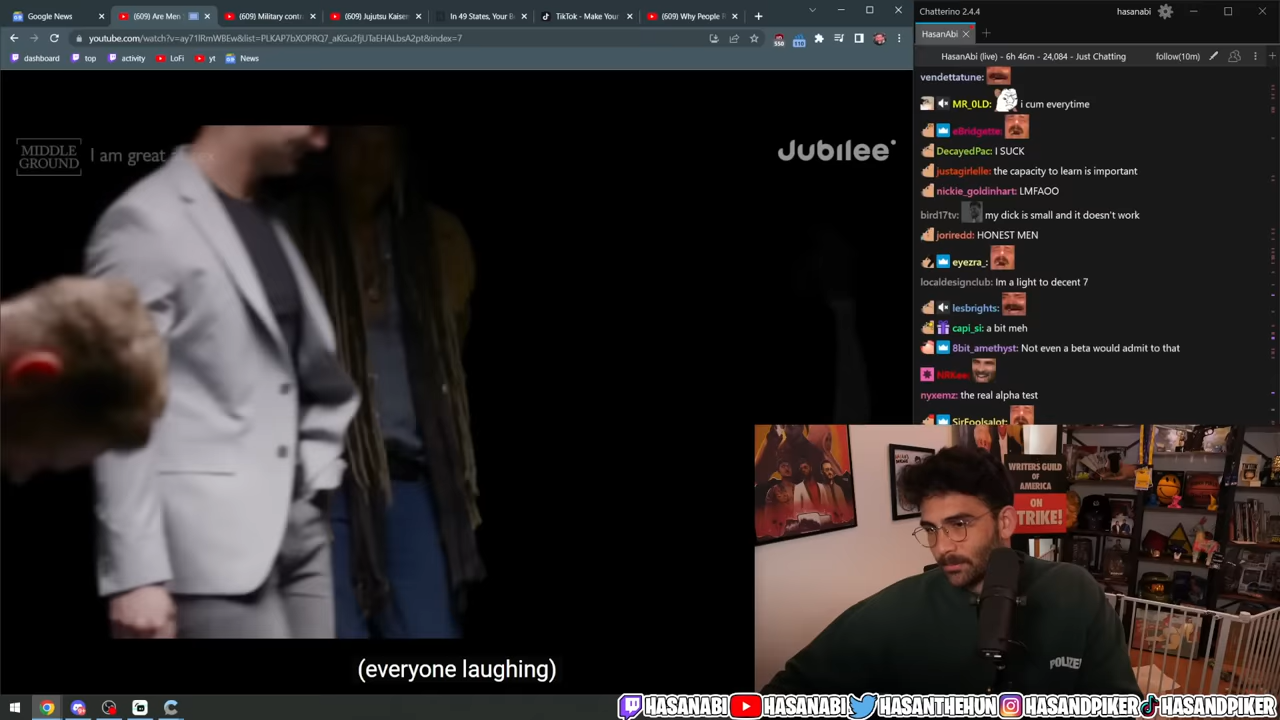 Google News
(609) Are Men
(609) Military contr
(609) Jujutsu Kaisen
In 49 States, Your B
TikTok - Make Your
(609) Why People R
youtube.com/watch?v=ay71lRmWBEw&list=PLKAP7bXOPRQ7_aKGu2fjUTaEHALbsA2pt&index=7
dashboard
top
activity
LoFi
yt
News
MIDDLE
GROUND
I am great at sex
Jubilee
(everyone laughing)
Chatterino 2.4.4
hasanabi
HasanAbi
HasanAbi (live) - 6h 46m - 24,084 - Just Chatting
follow(10m)
vendettatune:
MR_0LD: i cum everytime
eBridgette:
DecayedPac: I SUCK
justagirlelle: the capacity to learn is important
nickie_goldinhart: LMFAOO
bird17tv: my dick is small and it doesn't work
joriredd: HONEST MEN
eyezra_:
localdesignclub: Im a light to decent 7
lesbrights:
capi_si: a bit meh
8bit_amethyst: Not even a beta would admit to that
NRKee:
nyxemz: the real alpha test
SirFoolsalot:
WRITERS GUILD
OF
AMERICA
ON
STRIKE!
POLIZEI
HASANABI
HASANABI
HASANTHEHUN
HASANDPIKER
HASANDPIKER